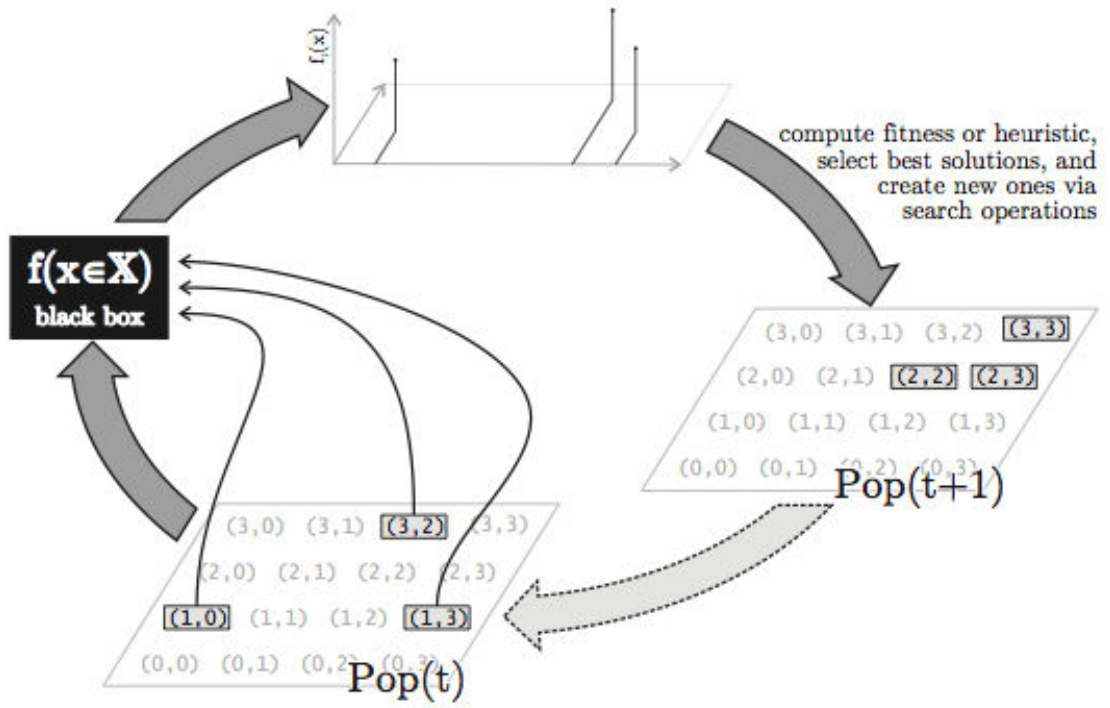 f₁(x)
compute fitness or heuristic,
select best solutions, and
create new ones via
search operations
f(x∈X)
black box
(3,0) (3,1) (3,2) (3,3)
(2,0) (2,1) (2,2) (2,3)
(1,0) (1,1) (1,2) (1,3)
(0,0) (0,1) (0,2) (0,3)
Pop(t+1)
(3,0) (3,1) (3,2) (3,3)
(2,0) (2,1) (2,2) (2,3)
(1,0) (1,1) (1,2) (1,3)
(0,0) (0,1) (0,2) (0,3)
Pop(t)